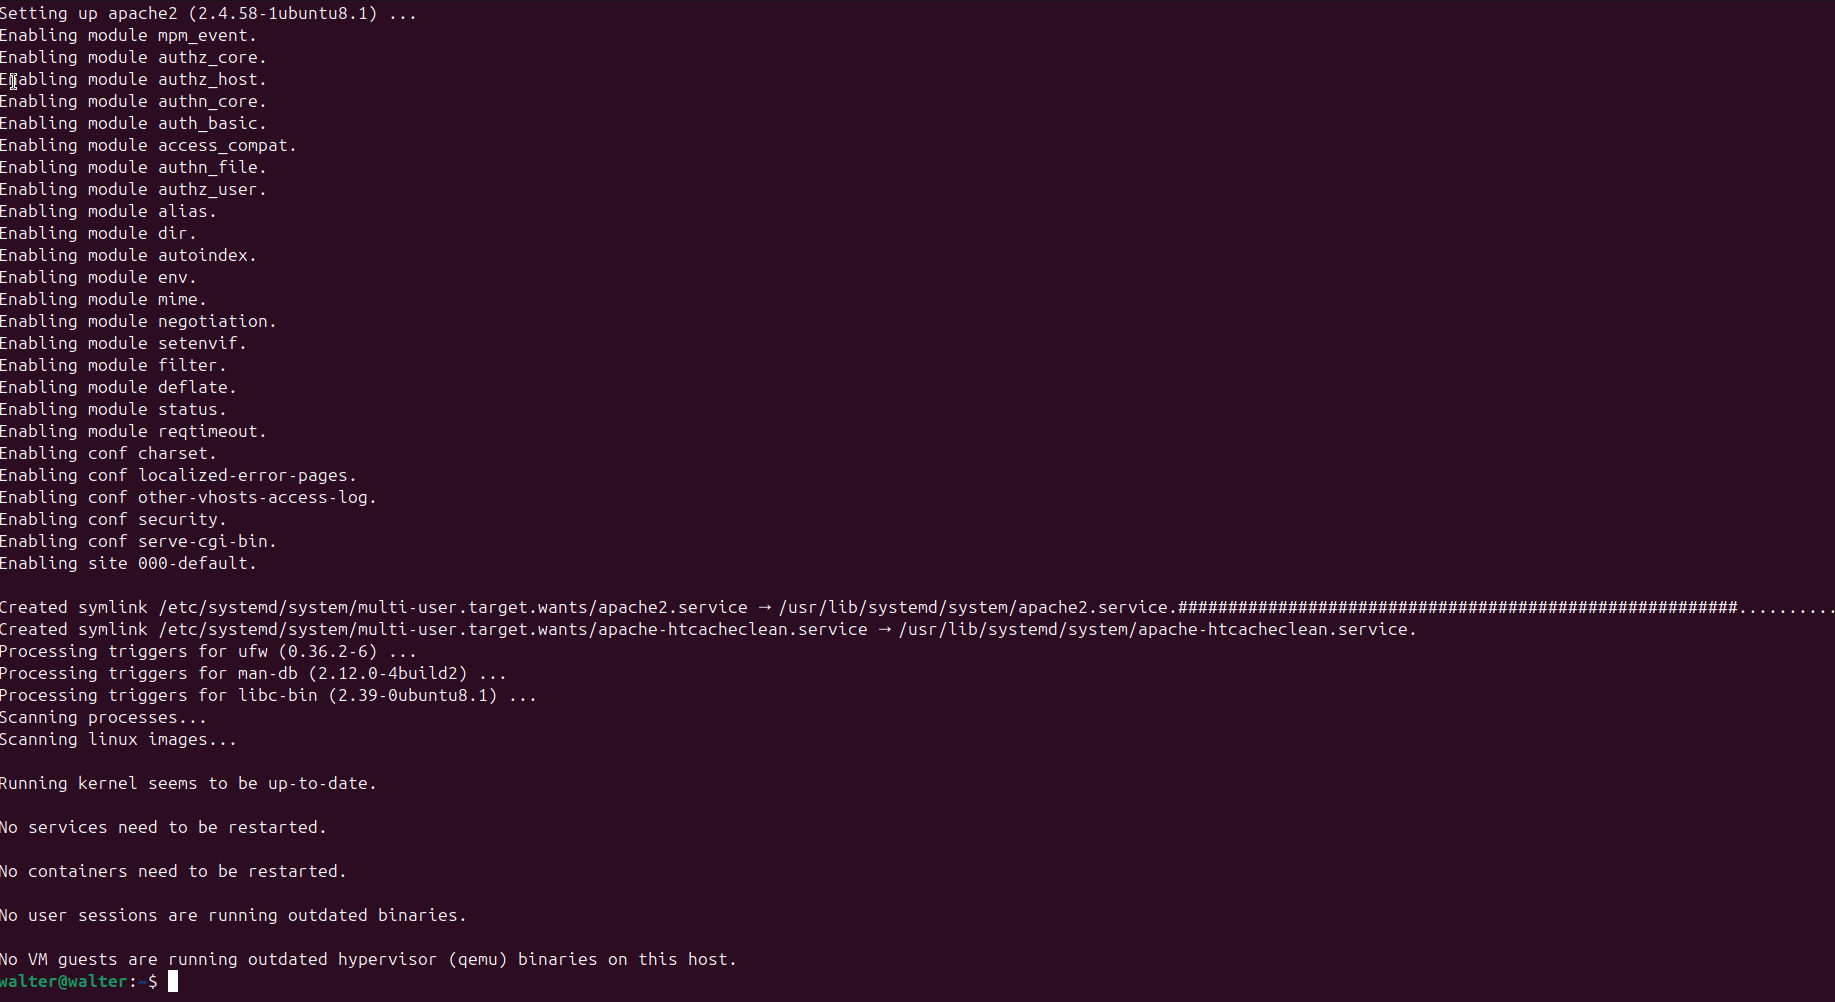 Setting up apache2 (2.4.58-1ubuntu8.1) ...
Enabling module mpm_event.
Enabling module authz_core.
Enabling module authz_host.
Enabling module authn_core.
Enabling module auth_basic.
Enabling module access_compat.
Enabling module authn_file.
Enabling module authz_user.
Enabling module alias.
Enabling module dir.
Enabling module autoindex.
Enabling module env.
Enabling module mime.
Enabling module negotiation.
Enabling module setenvif.
Enabling module filter.
Enabling module deflate.
Enabling module status.
Enabling module reqtimeout.
Enabling conf charset.
Enabling conf localized-error-pages.
Enabling conf other-vhosts-access-log.
Enabling conf security.
Enabling conf serve-cgi-bin.
Enabling site 000-default.
Created symlink /etc/systemd/system/multi-user.target.wants/apache2.service → /usr/lib/systemd/system/apache2.service.########################################################..........
Created symlink /etc/systemd/system/multi-user.target.wants/apache-htcacheclean.service → /usr/lib/systemd/system/apache-htcacheclean.service.
Processing triggers for ufw (0.36.2-6) ...
Processing triggers for man-db (2.12.0-4build2) ...
Processing triggers for libc-bin (2.39-0ubuntu8.1) ...
Scanning processes...
Scanning linux images...
Running kernel seems to be up-to-date.
No services need to be restarted.
No containers need to be restarted.
No user sessions are running outdated binaries.
No VM guests are running outdated hypervisor (qemu) binaries on this host.
walter@walter:~$